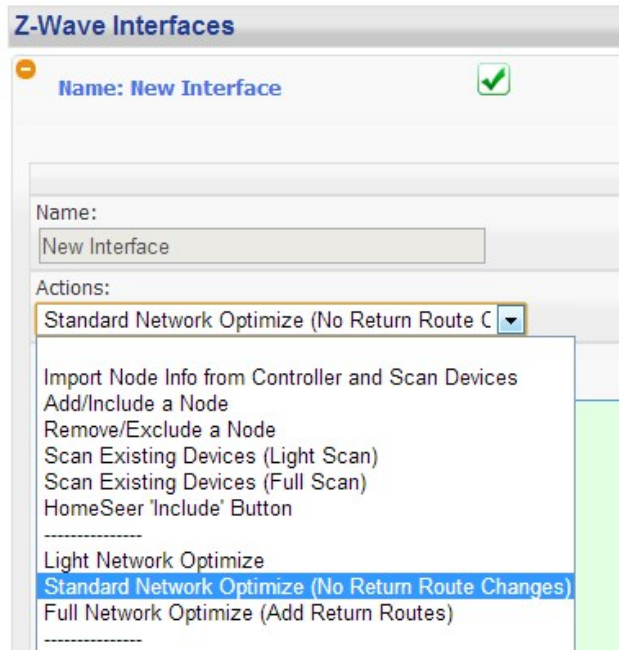 Z-Wave Interfaces
Name: New Interface
Name:
New Interface
Actions:
Standard Network Optimize (No Return Route C
Import Node Info from Controller and Scan Devices
Add/Include a Node
Remove/Exclude a Node
Scan Existing Devices (Light Scan)
Scan Existing Devices (Full Scan)
HomeSeer 'Include' Button
---------------
Light Network Optimize
Standard Network Optimize (No Return Route Changes)
Full Network Optimize (Add Return Routes)
---------------